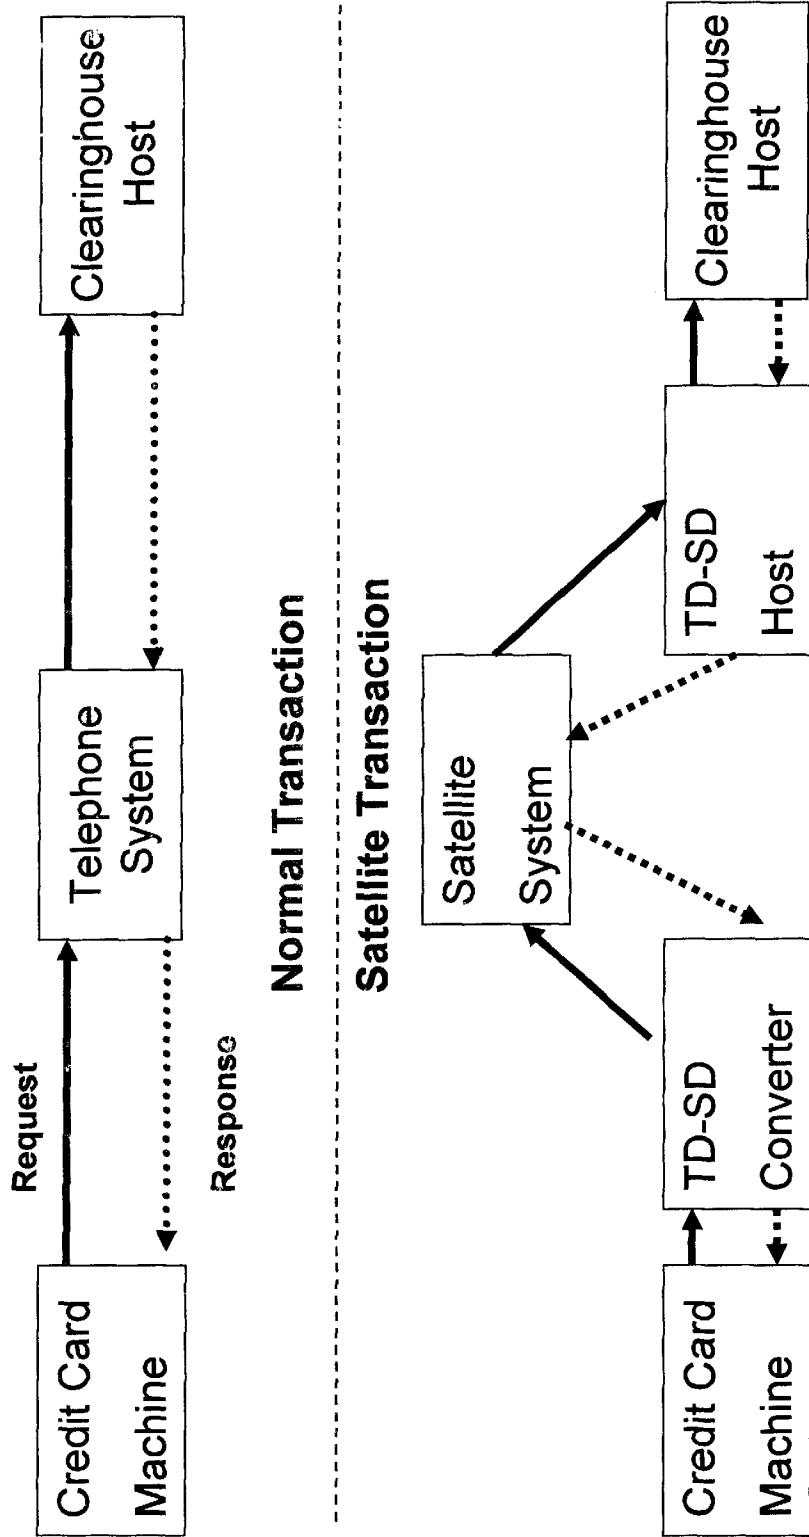 Request
Credit Card
Machine
Telephone
System
Clearinghouse
Host
Response
Normal Transaction
Satellite Transaction
Satellite
System
Credit Card
Machine
TD-SD
Converter
TD-SD
Host
Clearinghouse
Host